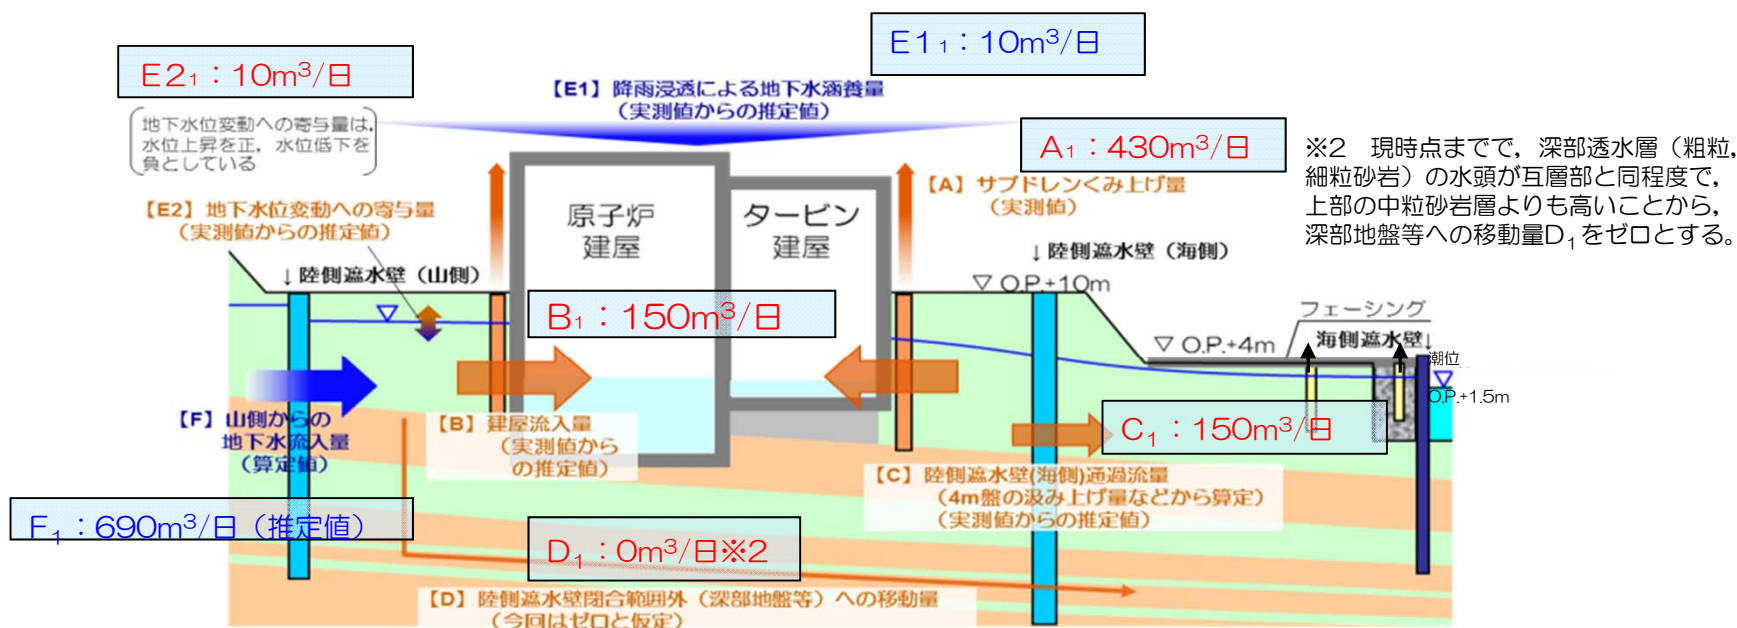 E1₁：10m³/日
E2₁：10m³/日
【E1】降雨浸透による地下水涵養量
（実測値からの推定値）
地下水位変動への寄与量は，
水位上昇を正，水位低下を
負としている
A₁：430m³/日
※2　現時点までで，深部透水層（粗粒，
細粒砂岩）の水頭が互層部と同程度で，
上部の中粒砂岩層よりも高いことから，
深部地盤等への移動量D₁をゼロとする。
【A】サブドレンくみ上げ量
（実測値）
【E2】地下水位変動への寄与量
（実測値からの推定値）
原子炉
建屋
タービン
建屋
↓陸側遮水壁（山側）
↓陸側遮水壁（海側）
▽ O.P.+10m
B₁：150m³/日
フェーシング
▽ O.P.+4m
海側遮水壁↓
潮位
O.P.+1.5m
【F】山側からの
地下水流入量
（算定値）
【B】建屋流入量
（実測値から
の推定値）
C₁：150m³/日
【C】陸側遮水壁(海側)通過流量
（4m盤の汲み上げ量などから算定）
（実測値からの推定値）
F₁：690m³/日（推定値）
D₁：0m³/日※2
【D】陸側遮水壁閉合範囲外（深部地盤等）への移動量
（今回はゼロと仮定）